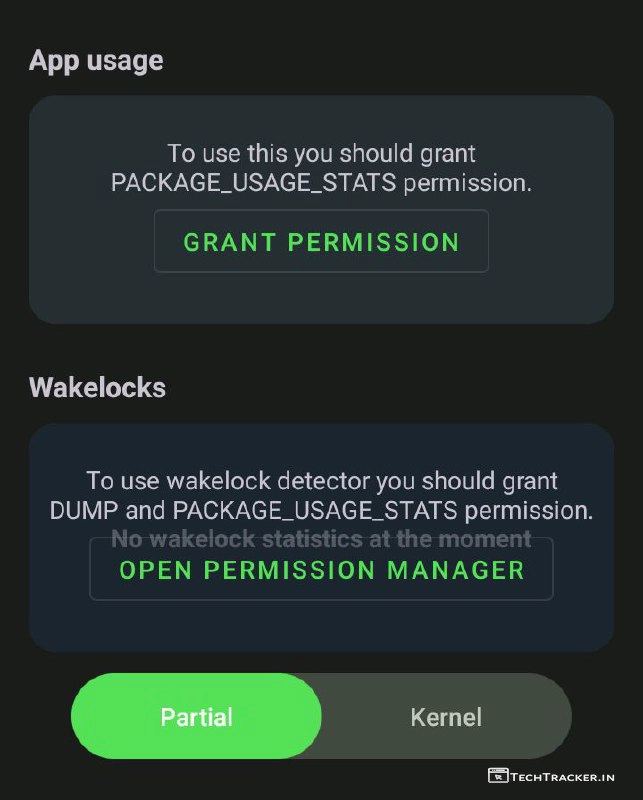 App usage
To use this you should grant
PACKAGE_USAGE_STATS permission.
GRANT PERMISSION
Wakelocks
To use wakelock detector you should grant
DUMP and PACKAGE_USAGE_STATS permission.
No wakelock statistics at the moment
OPEN PERMISSION MANAGER
Partial Kernel
TECHTRACKER.IN